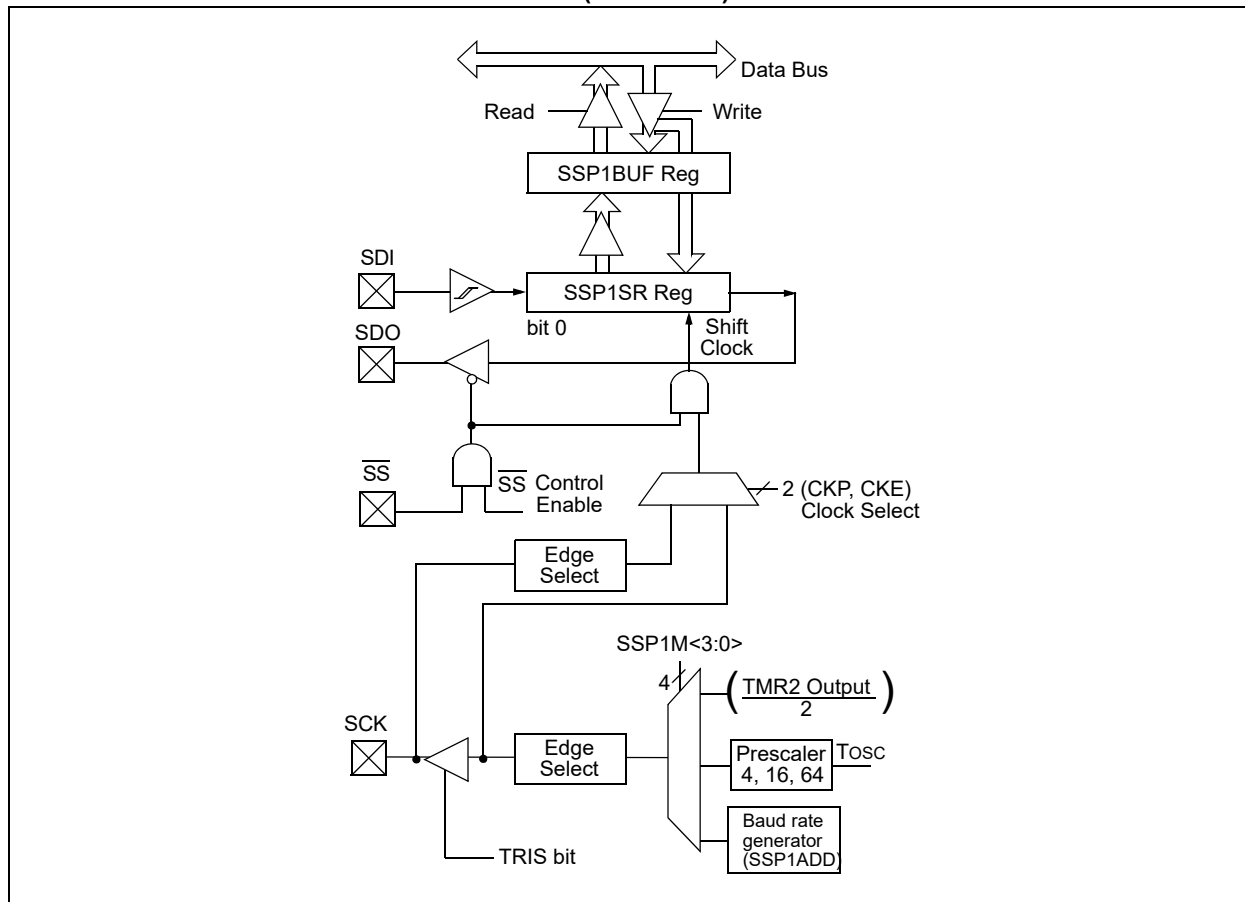 Data Bus
Read
Write
SSP1BUF Reg
SDI
SSP1SR Reg
bit 0
Shift
Clock
SDO
SS
SS Control
Enable
2 (CKP, CKE)
Clock Select
Edge
Select
SSP1M<3:0>
4
(TMR2 Output)
2
SCK
Edge
Select
Prescaler
4, 16, 64
TOSC
Baud rate
generator
(SSP1ADD)
TRIS bit